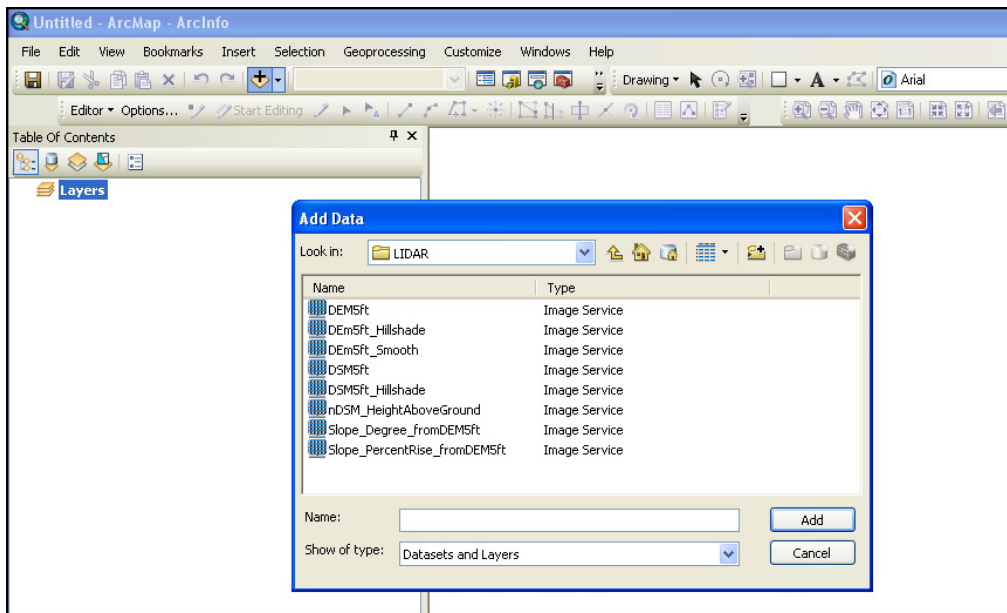 Untitled - ArcMap - ArcInfo
File Edit View Bookmarks Insert Selection Geoprocessing Customize Windows Help
Drawing A Arial
Editor Options... Start Editing
Table Of Contents
Layers
Add Data
Look in: LIDAR
Name Type
DEM5ft Image Service
DEm5ft_Hillshade Image Service
DEm5ft_Smooth Image Service
DSM5ft Image Service
DSM5ft_Hillshade Image Service
nDSM_HeightAboveGround Image Service
Slope_Degree_fromDEM5ft Image Service
Slope_PercentRise_fromDEM5ft Image Service
Name: Add
Show of type: Datasets and Layers Cancel